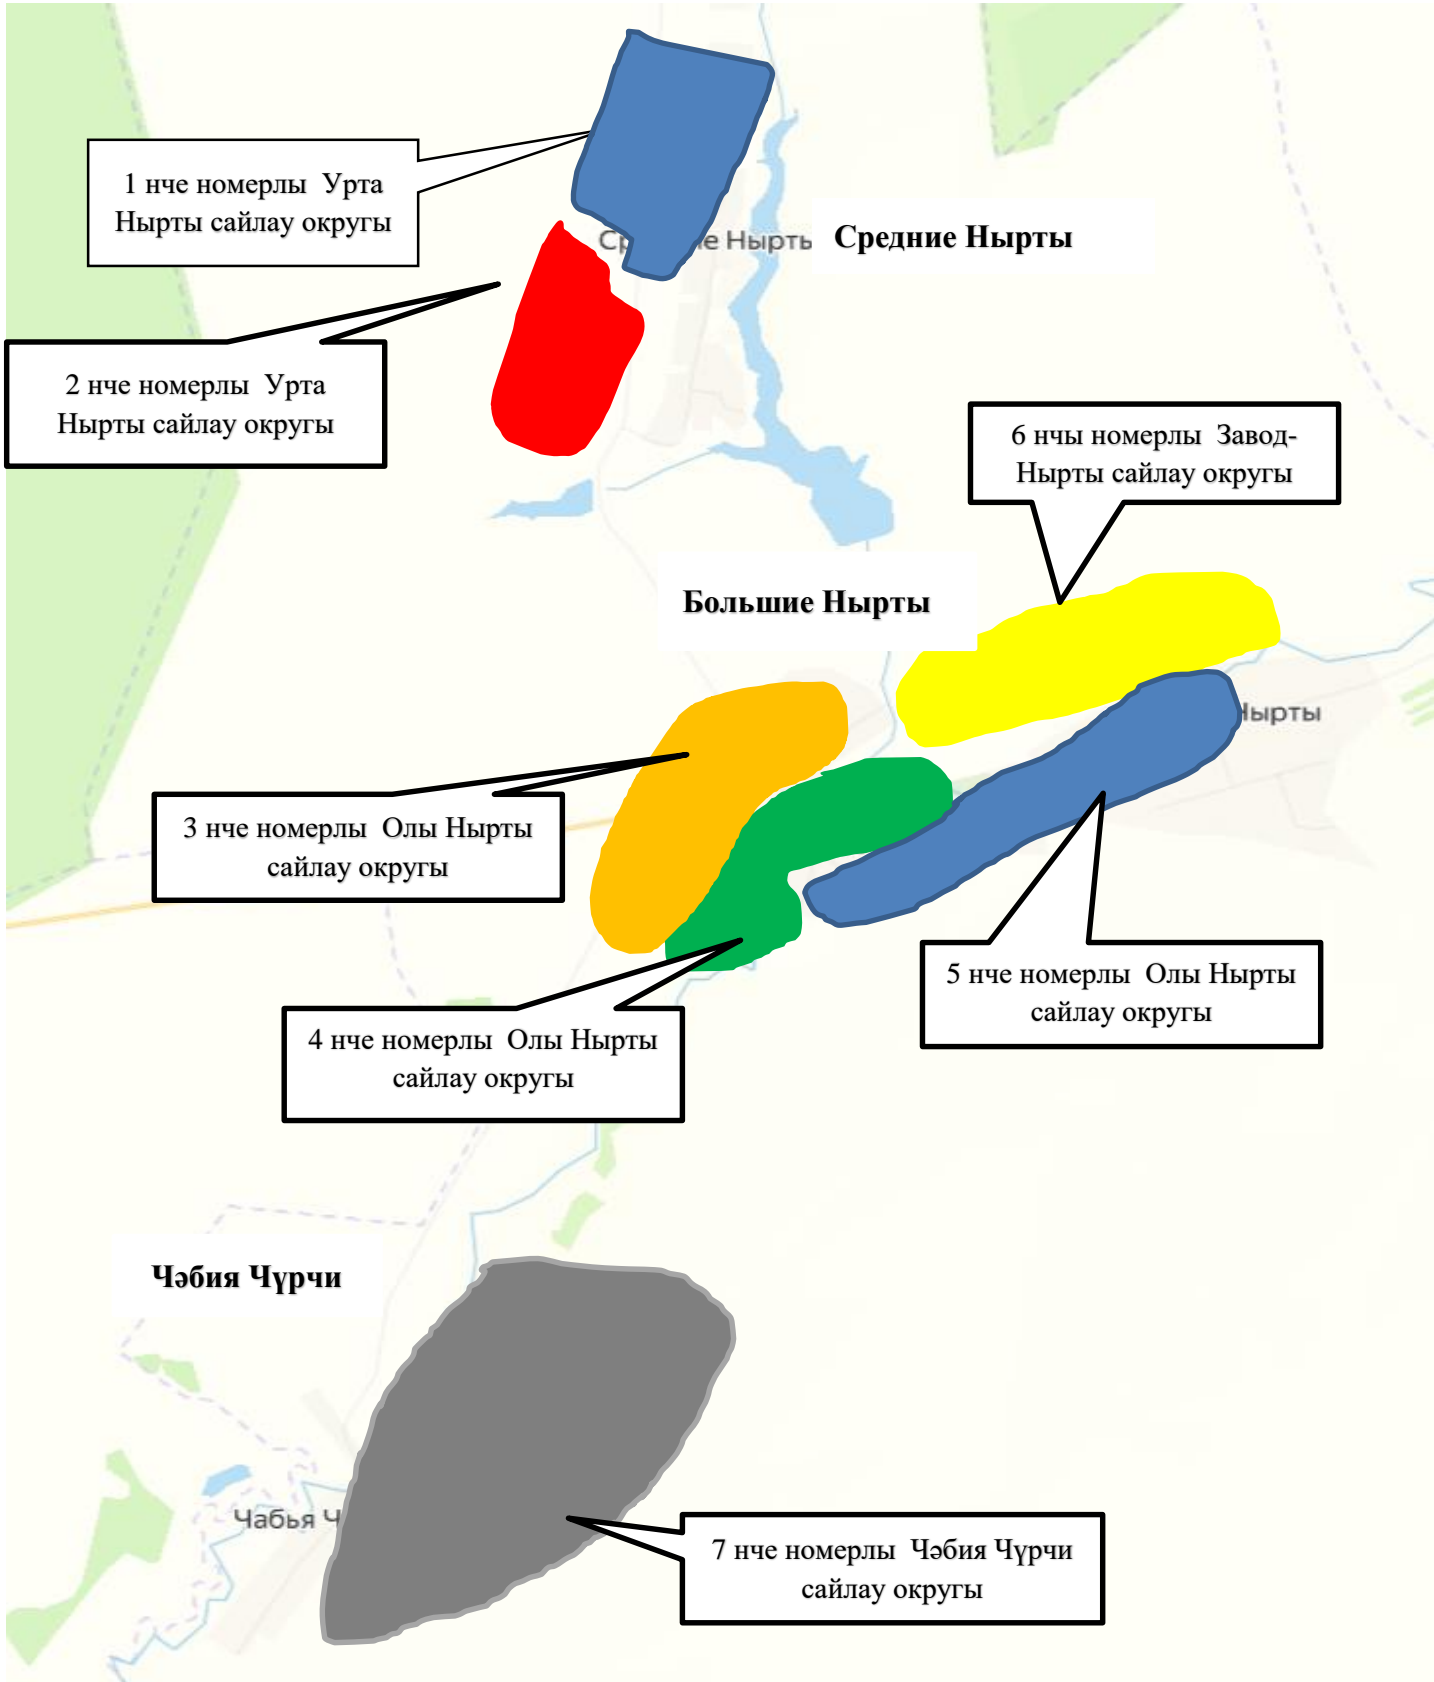 1 нче номерлы Урта
Нырты сайлау округы
Средние Нырты
2 нче номерлы Урта
Нырты сайлау округы
6 нчы номерлы Завод-
Нырты сайлау округы
Большие Нырты
Нырты
3 нче номерлы Олы Нырты
сайлау округы
5 нче номерлы Олы Нырты
сайлау округы
4 нче номерлы Олы Нырты
сайлау округы
Чәбия Чүрчи
Чабья
7 нче номерлы Чәбия Чүрчи
сайлау округы